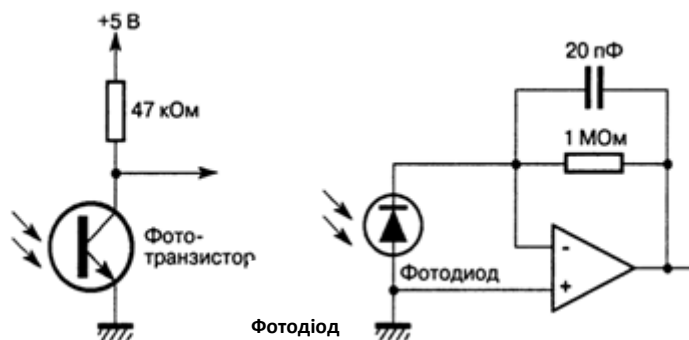 +5 В
47 кОм
Фото-
транзистор
20 пФ
1 МОм
Фотодиод
-
+
Фотодіод